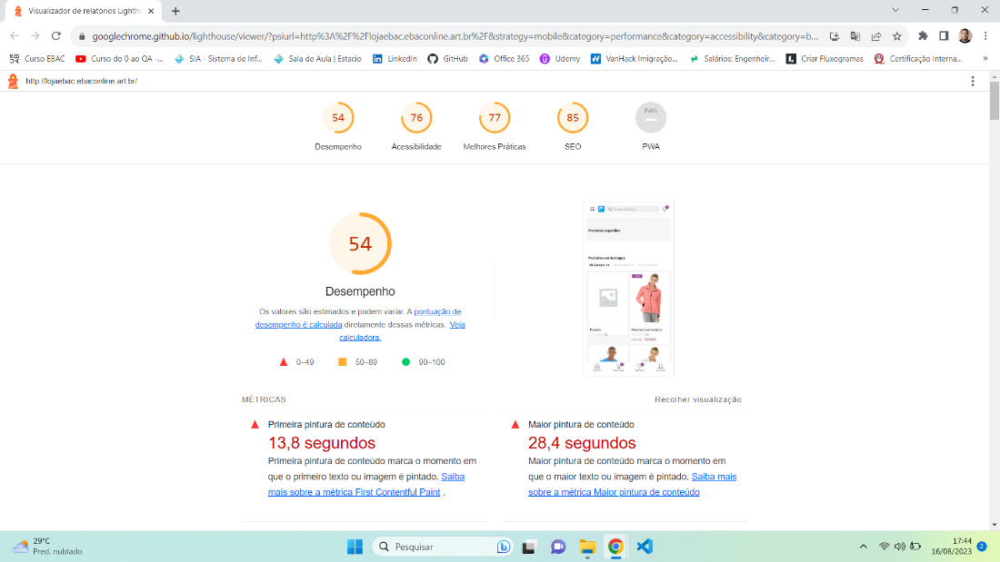 Visualizador de relatórios Lightho
googlechrome.github.io/lighthouse/viewer/?psiurl=http%3A%2F%2Flojaebac.ebaconline.art.br%2F&strategy=mobile&category=performance&category=accessibility&category=b...
Curso EBAC
Curso do 0 ao QA -...
SIA - Sistema de Inf...
Sala de Aula | Estacio
LinkedIn
GitHub
Office 365
Udemy
VanHack Imigração...
Salários: Engenheir...
Criar Fluxogramas
Certificação Interna...
»
http://lojaebac.ebaconline.art.br/
54
76
77
85
PWA
Desempenho
Acessibilidade
Melhores Práticas
SEO
PWA
54
Desempenho
Os valores são estimados e podem variar. A pontuação de
desempenho é calculada diretamente dessas métricas. Veja
calculadora.
0–49
50–89
90–100
Produtos sugeridos
Produtos em destaque
MÉTRICAS
Recolher visualização
Primeira pintura de conteúdo
13,8 segundos
Primeira pintura de conteúdo marca o momento em
que o primeiro texto ou imagem é pintado. Saiba
mais sobre a métrica First Contentful Paint .
Maior pintura de conteúdo
28,4 segundos
Maior pintura de conteúdo marca o momento em
que o maior texto ou imagem é pintado. Saiba mais
sobre a métrica Maior pintura de conteúdo
29°C
Pred. nublado
Pesquisar
17:44
16/08/2023
2